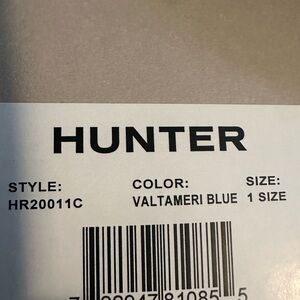 HUNTER
STYLE: COLOR: SIZE:
HR20011C VALTAMERI BLUE 1 SIZE